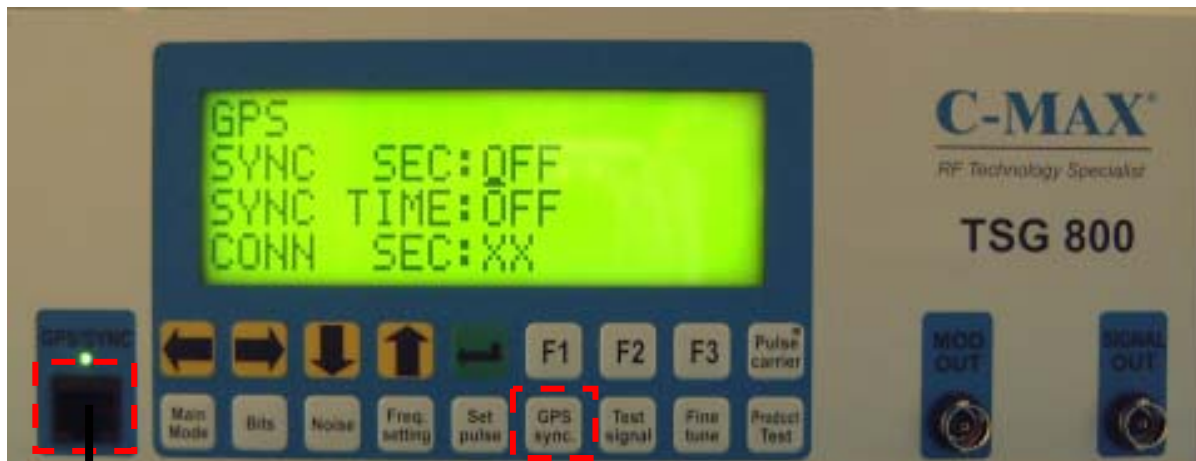 GPS
SYNC SEC:OFF
SYNC TIME:OFF
CONN SEC:XX
C-MAX®
RF Technology Specialist
TSG 800
GPS/SYNC
F1
F2
F3
Pulse
carrier
MOD
OUT
SIGNAL
OUT
Main
Mode
Bits
Noise
Freq.
setting
Set
pulse
GPS
sync.
Test
signal
Fine
tune
Product
Test